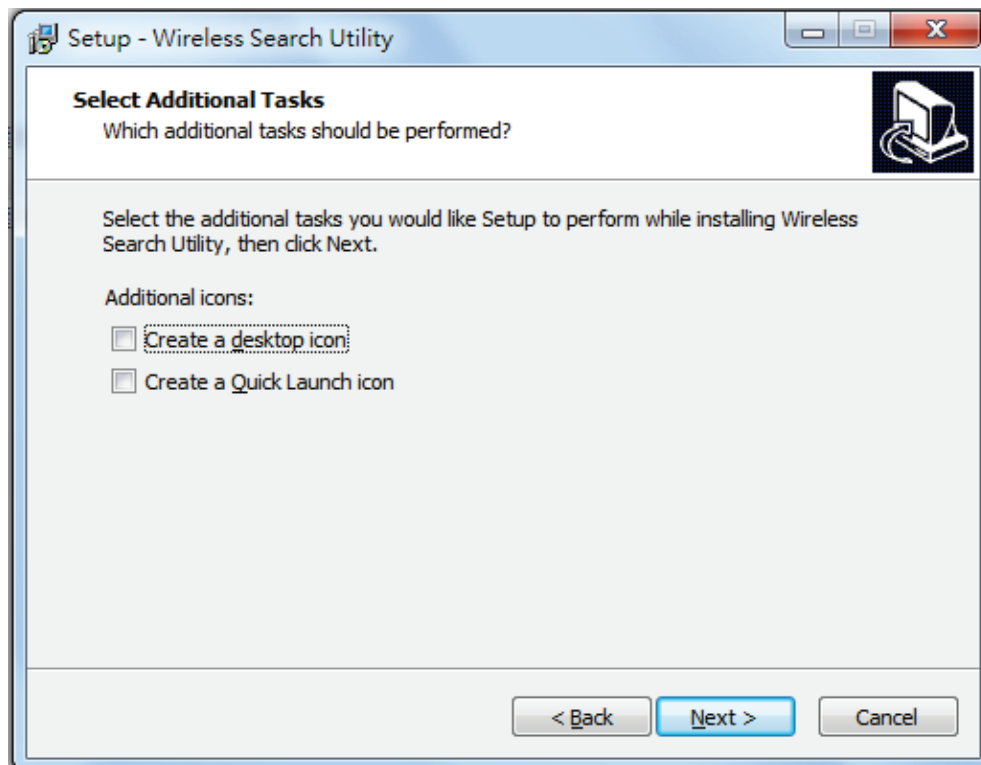 Setup - Wireless Search Utility
Select Additional Tasks
Which additional tasks should be performed?
Select the additional tasks you would like Setup to perform while installing Wireless
Search Utility, then click Next.
Additional icons:
Create a desktop icon
Create a Quick Launch icon
< Back
Next >
Cancel